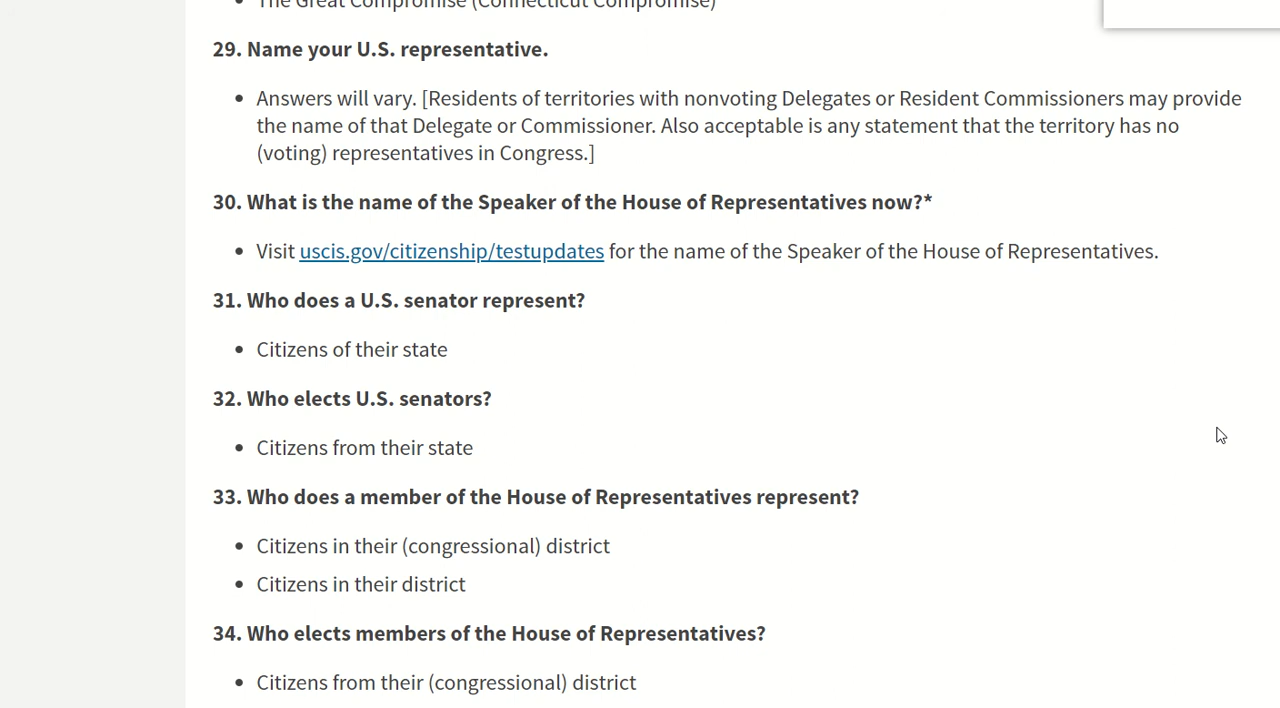 The Great Compromise (Connecticut Compromise)
29. Name your U.S. representative.
Answers will vary. [Residents of territories with nonvoting Delegates or Resident Commissioners may provide
the name of that Delegate or Commissioner. Also acceptable is any statement that the territory has no
(voting) representatives in Congress.]
30. What is the name of the Speaker of the House of Representatives now?*
Visit uscis.gov/citizenship/testupdates for the name of the Speaker of the House of Representatives.
31. Who does a U.S. senator represent?
Citizens of their state
32. Who elects U.S. senators?
Citizens from their state
33. Who does a member of the House of Representatives represent?
Citizens in their (congressional) district
Citizens in their district
34. Who elects members of the House of Representatives?
Citizens from their (congressional) district